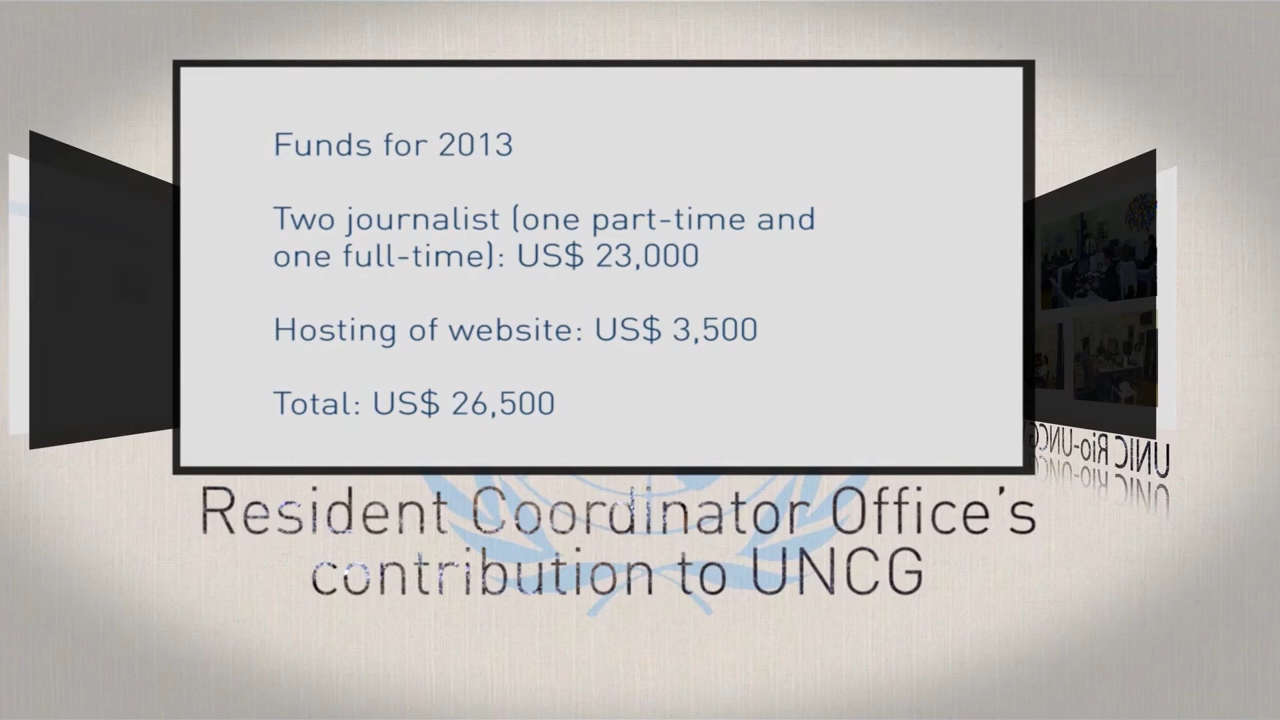 Funds for 2013
Two journalist (one part-time and
one full-time): US$ 23,000
Hosting of website: US$ 3,500
Total: US$ 26,500
Resident Coordinator Office's
contribution to UNCG
UNIC Rio-UNCG